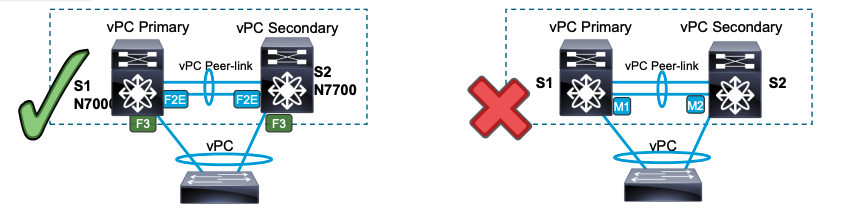 vPC Primary
vPC Secondary
vPC Peer-link
S1
N7000
S2
N7700
F2E
F2E
F3
F3
vPC
vPC Primary
vPC Secondary
vPC Peer-link
S1
S2
M1
M2
vPC